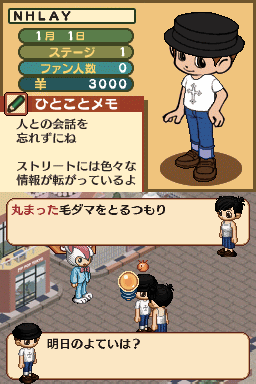 NHLAY
1月 1日
ステージ 1
ファン人数 0
¥ 3000
ひとことメモ
人との会話を
忘れずにね
ストリートには色々な
情報が転がっているよ
丸まった毛ダマをとるつもり
明日のよていは？